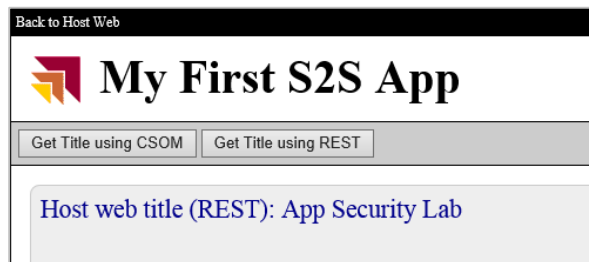 Back to Host Web
My First S2S App
Get Title using CSOM Get Title using REST
Host web title (REST): App Security Lab